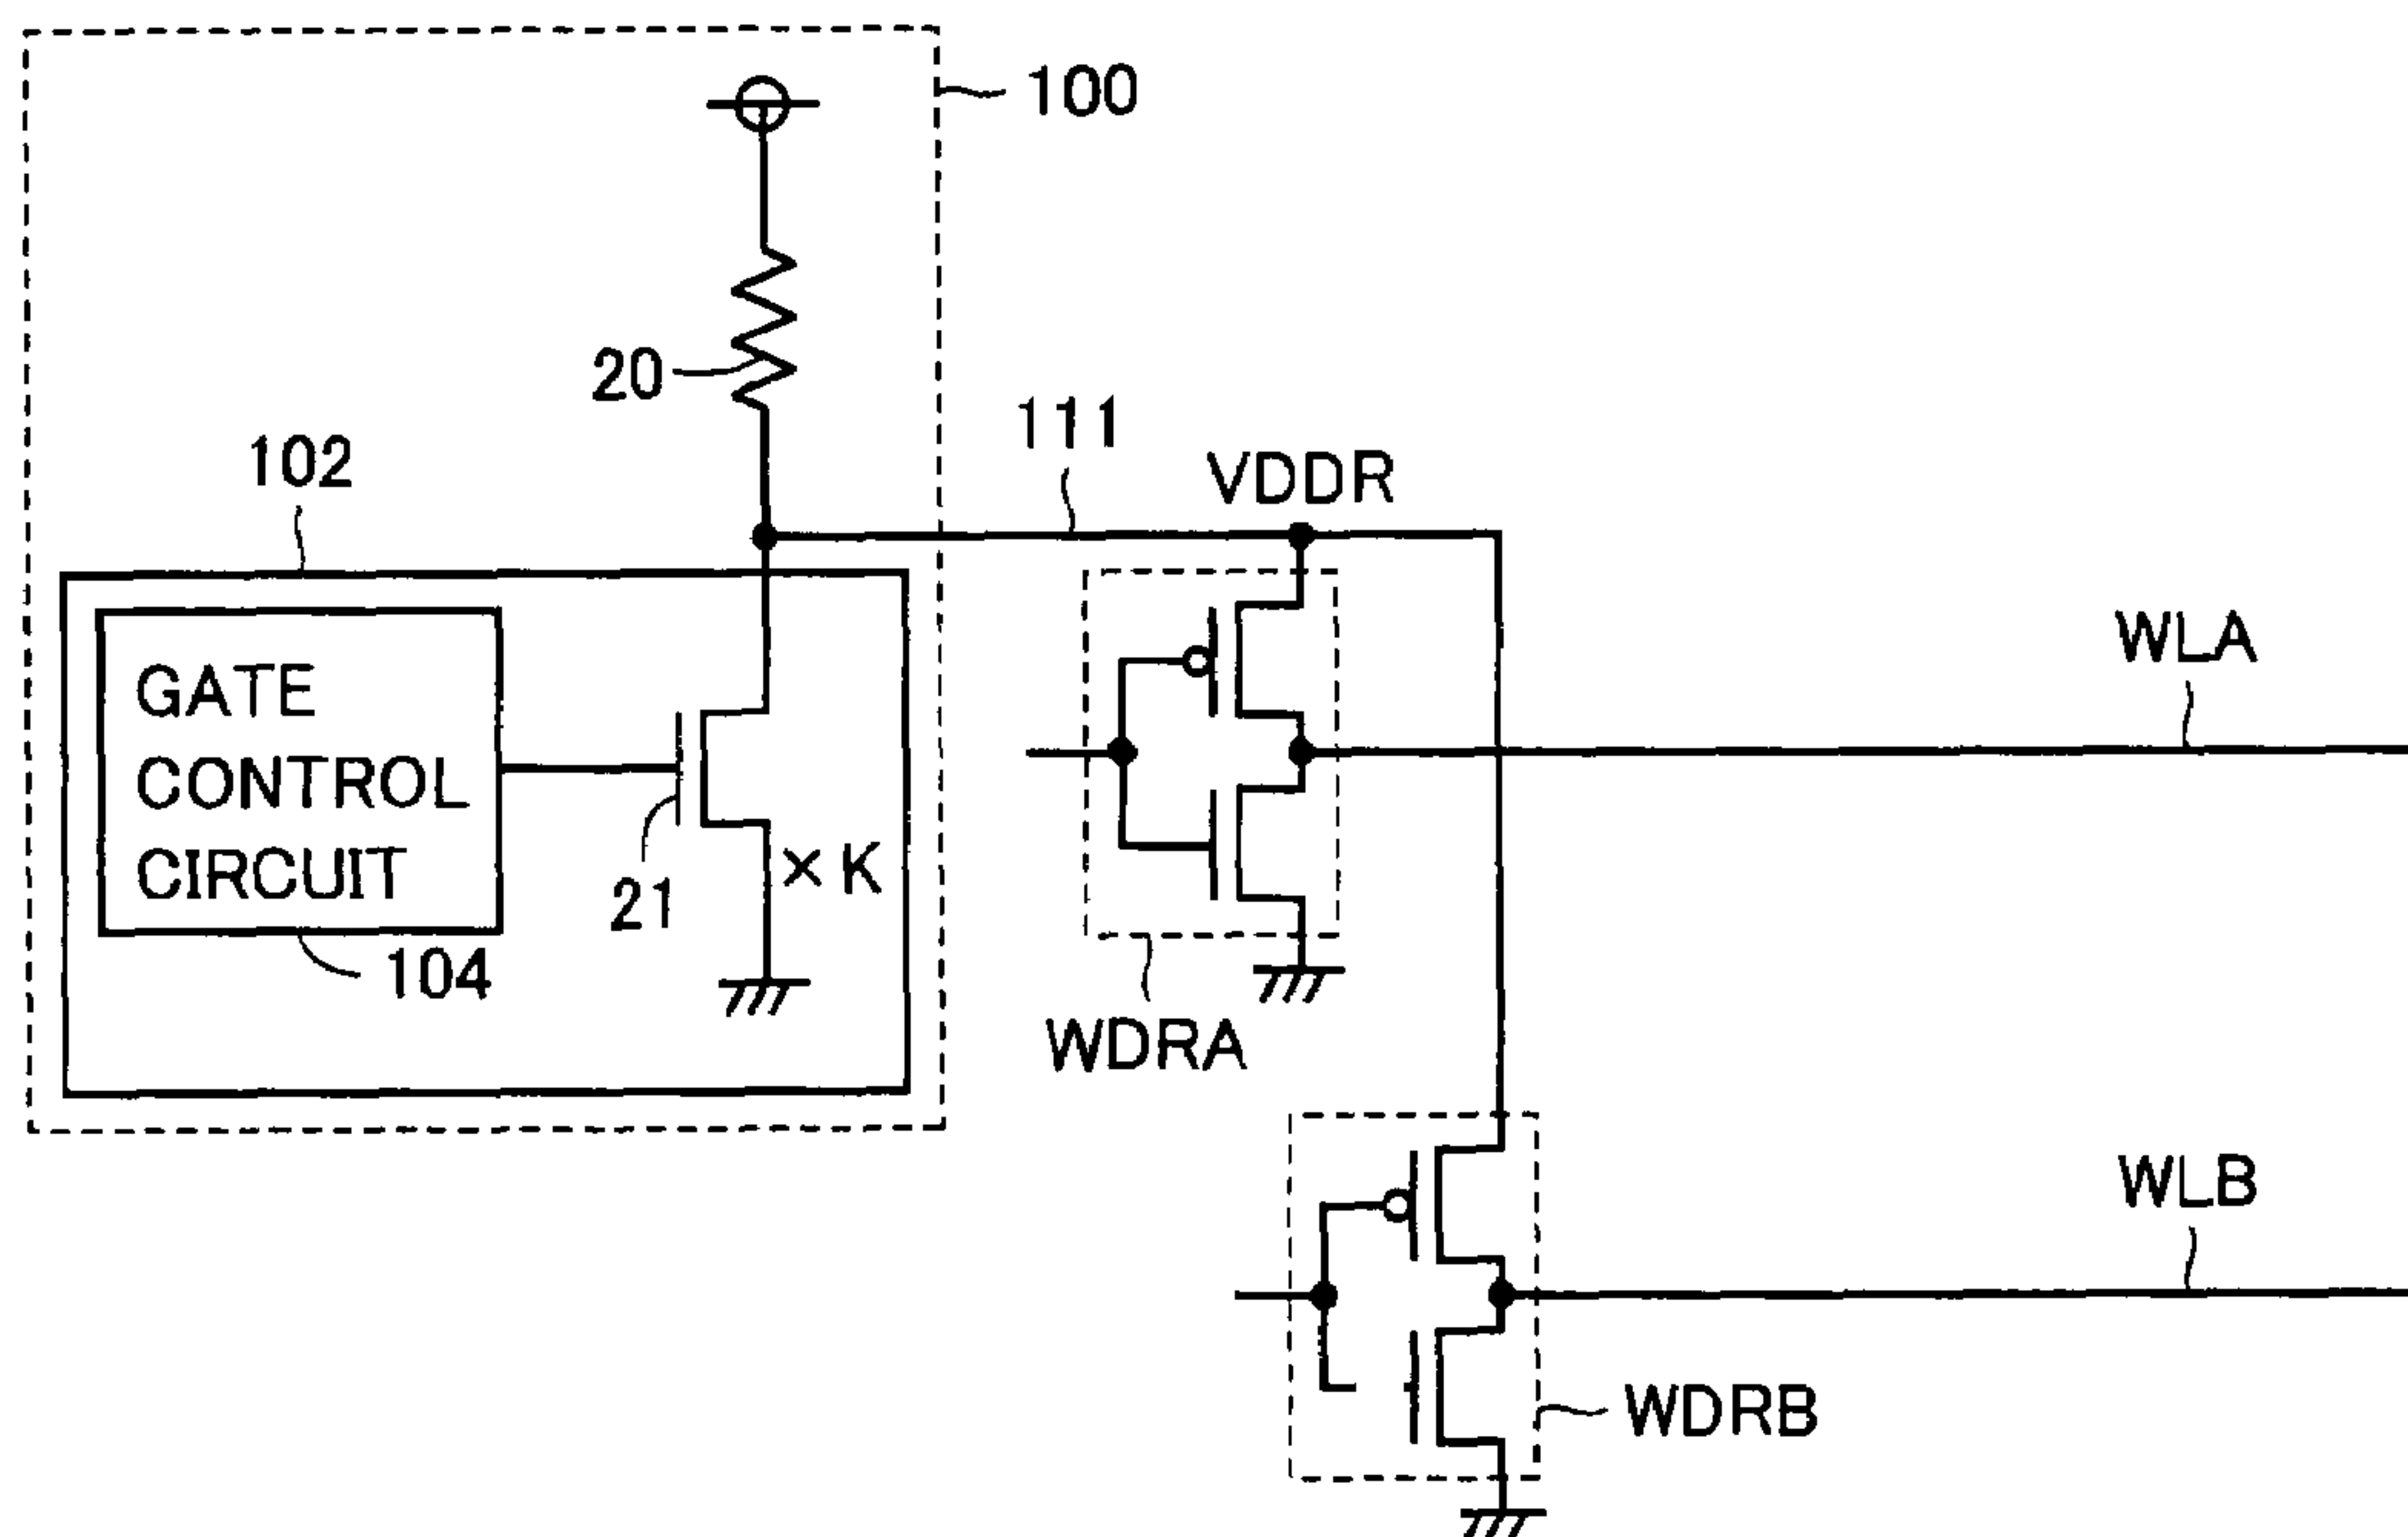 100
20
111
102
VDDR
WLA
GATE
CONTROL
CIRCUIT
21
× K
104
WDRA
WLB
WDRB